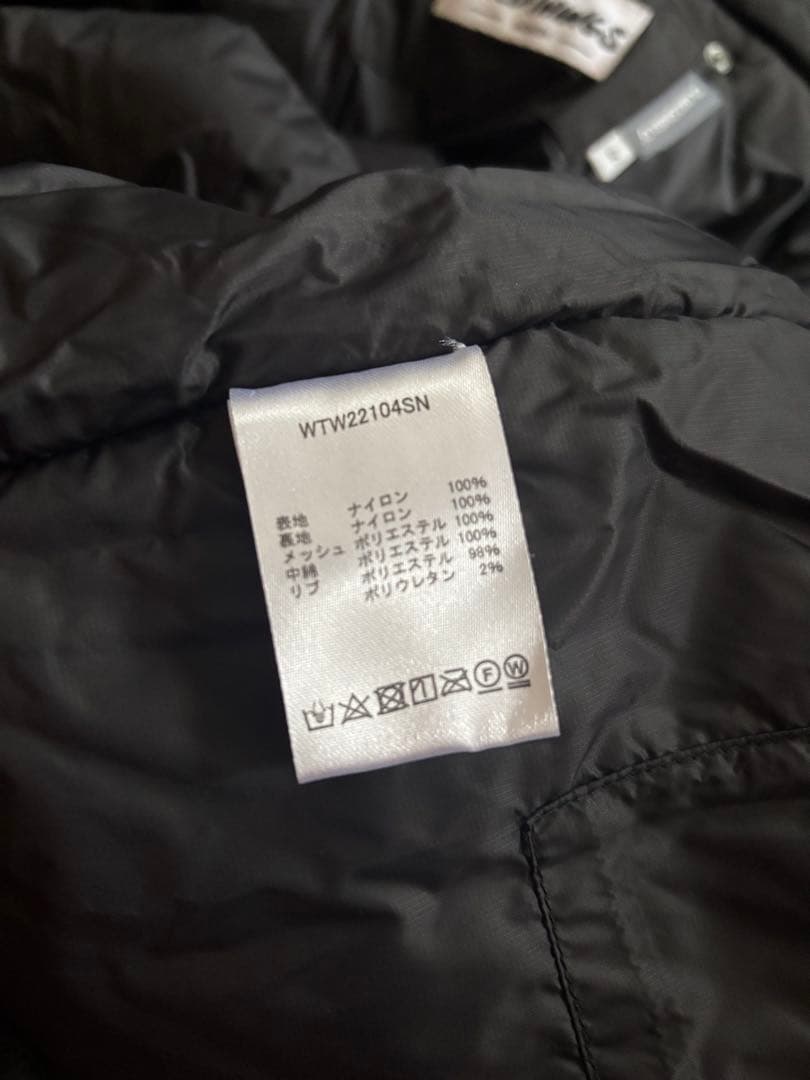 WTW22104SN
表地 ナイロン 100%
裏地 ナイロン 100%
メッシュ ポリエステル 100%
中綿 ポリエステル 100%
リブ ポリエステル 98%
ポリウレタン 2%
F W